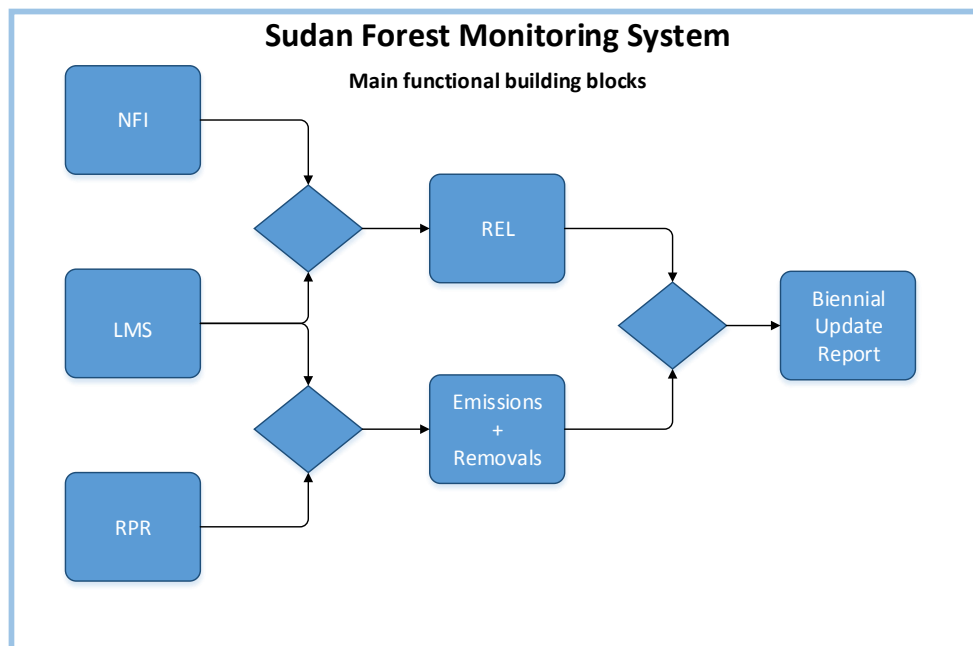 Sudan Forest Monitoring System
Main functional building blocks
NFI
REL
LMS
Biennial
Update
Report
Emissions
+
Removals
RPR